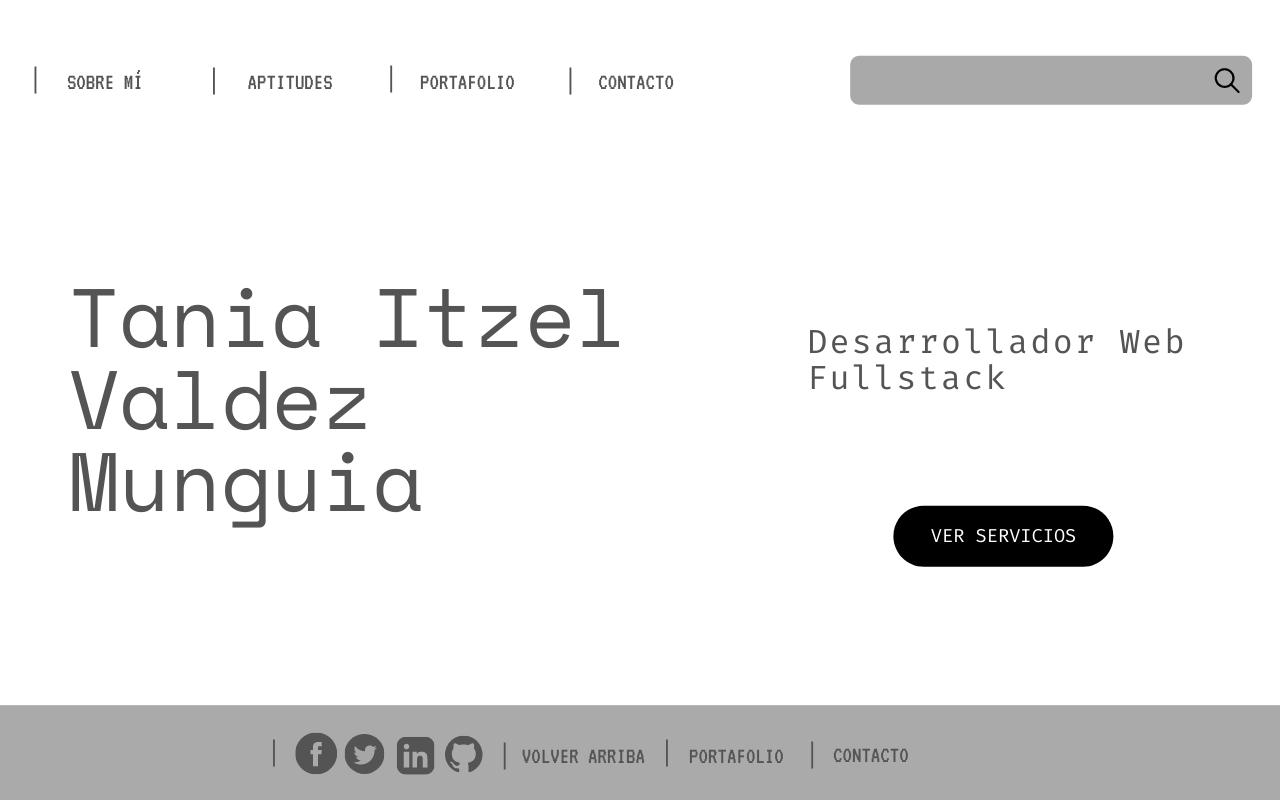 SOBRE MÍ
APTITUDES
PORTAFOLIO
CONTACTO
Tania Itzel
Valdez
Munguia
Desarrollador Web
Fullstack
VER SERVICIOS
VOLVER ARRIBA
PORTAFOLIO
CONTACTO